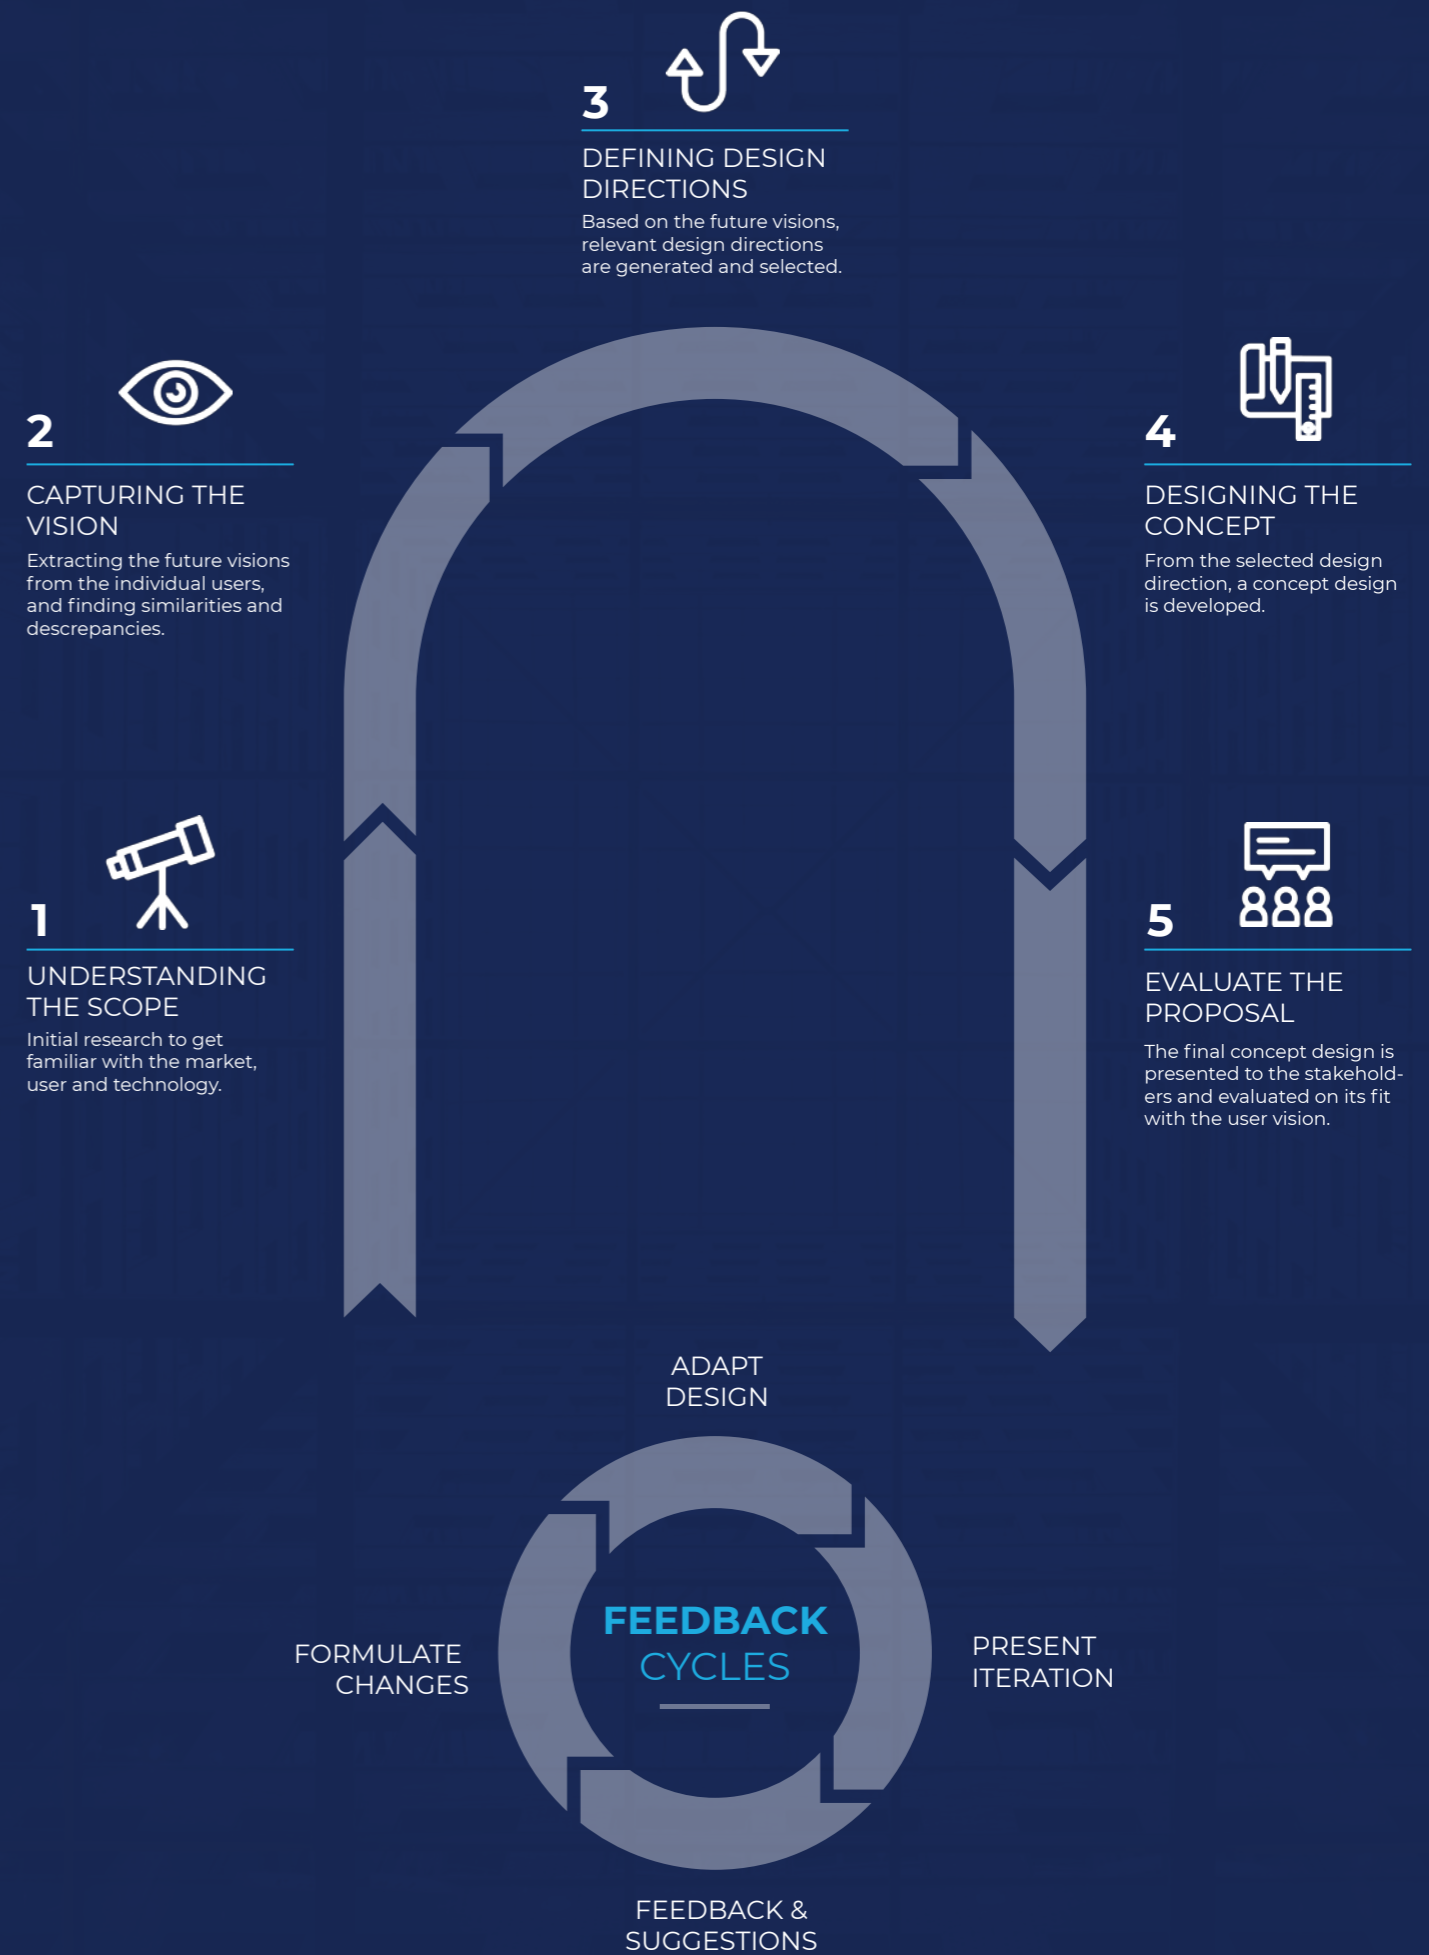 1
UNDERSTANDING
THE SCOPE
Initial research to get
familiar with the market,
user and technology.
2
CAPTURING THE
VISION
Extracting the future visions
from the individual users,
and finding similarities and
descrepancies.
3
DEFINING DESIGN
DIRECTIONS
Based on the future visions,
relevant design directions
are generated and selected.
4
DESIGNING THE
CONCEPT
From the selected design
direction, a concept design
is developed.
5
EVALUATE THE
PROPOSAL
The final concept design is
presented to the stakehold-
ers and evaluated on its fit
with the user vision.
ADAPT
DESIGN
FEEDBACK
CYCLES
PRESENT
ITERATION
FEEDBACK &
SUGGESTIONS
FORMULATE
CHANGES